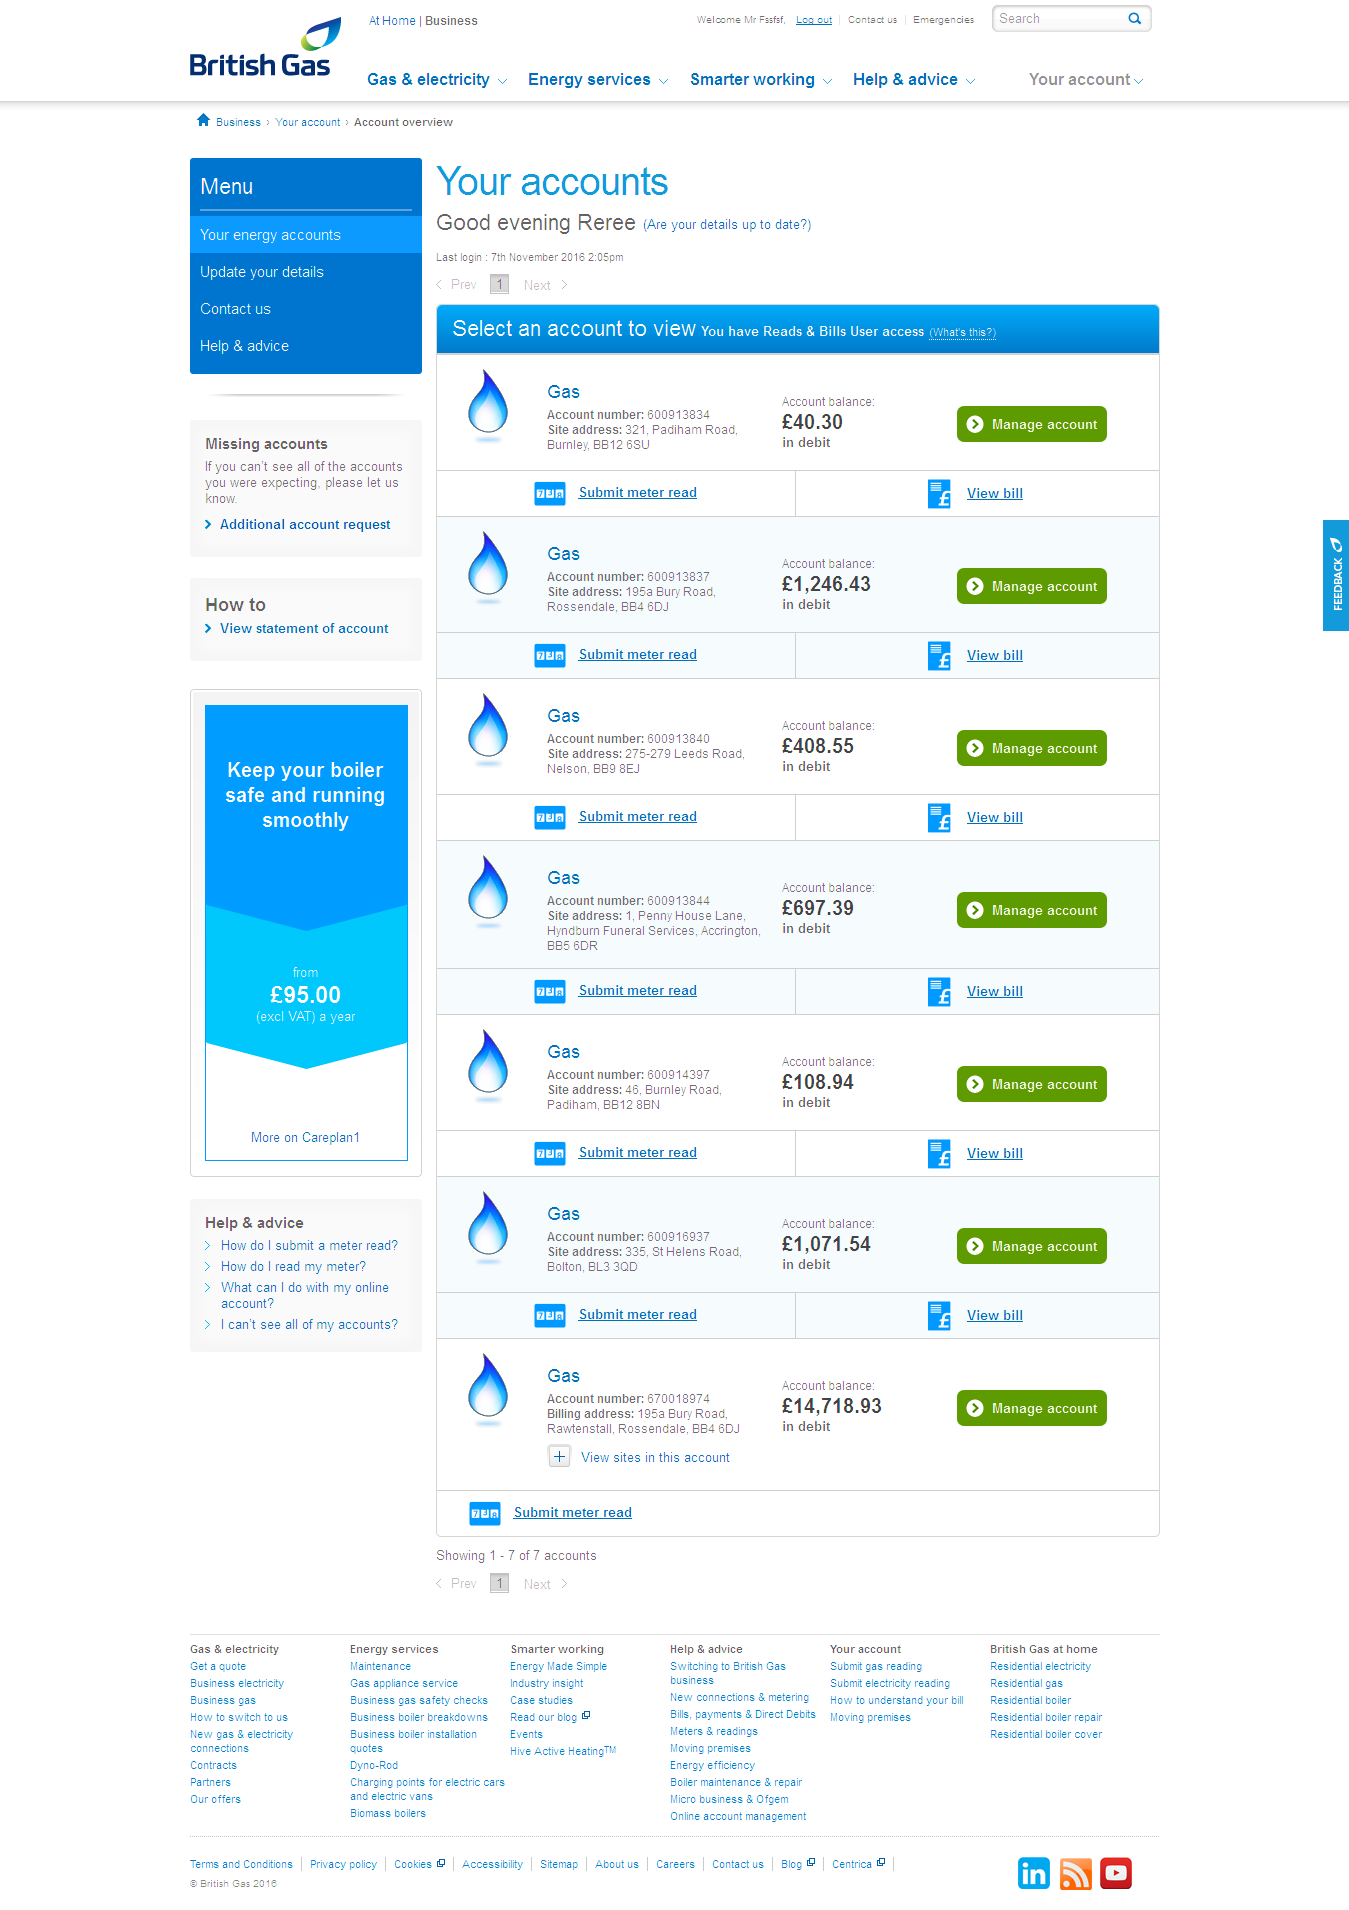 British Gas
At Home | Business
Welcome Mr Fssfsf,
Log out
Contact us
Emergencies
Search
Gas & electricity
Energy services
Smarter working
Help & advice
Your account
Business › Your account › Account overview
Menu
Your energy accounts
Update your details
Contact us
Help & advice
Missing accounts
If you can't see all of the accounts
you were expecting, please let us
know.
Additional account request
How to
View statement of account
Keep your boiler
safe and running
smoothly
from
£95.00
(excl VAT) a year
More on Careplan1
Help & advice
How do I submit a meter read?
How do I read my meter?
What can I do with my online
account?
I can't see all of my accounts?
Your accounts
Good evening Reree (Are your details up to date?)
Last login : 7th November 2016 2:05pm
Prev 1 Next
Select an account to view You have Reads & Bills User access (What's this?)
Gas
Account number: 600913834
Site address: 321, Padiham Road,
Burnley, BB12 6SU
Account balance:
£40.30
in debit
Manage account
Submit meter read
View bill
Gas
Account number: 600913837
Site address: 195a Bury Road,
Rossendale, BB4 6DJ
Account balance:
£1,246.43
in debit
Manage account
Submit meter read
View bill
Gas
Account number: 600913840
Site address: 275-279 Leeds Road,
Nelson, BB9 8EJ
Account balance:
£408.55
in debit
Manage account
Submit meter read
View bill
Gas
Account number: 600913844
Site address: 1, Penny House Lane,
Hyndburn Funeral Services, Accrington,
BB5 6DR
Account balance:
£697.39
in debit
Manage account
Submit meter read
View bill
Gas
Account number: 600914397
Site address: 46, Burnley Road,
Padiham, BB12 8BN
Account balance:
£108.94
in debit
Manage account
Submit meter read
View bill
Gas
Account number: 600916937
Site address: 335, St Helens Road,
Bolton, BL3 3QD
Account balance:
£1,071.54
in debit
Manage account
Submit meter read
View bill
Gas
Account number: 670018974
Billing address: 195a Bury Road,
Rawtenstall, Rossendale, BB4 6DJ
View sites in this account
Account balance:
£14,718.93
in debit
Manage account
Submit meter read
Showing 1 - 7 of 7 accounts
Prev 1 Next
FEEDBACK
Gas & electricity
Get a quote
Business electricity
Business gas
How to switch to us
New gas & electricity
connections
Contracts
Partners
Our offers
Energy services
Maintenance
Gas appliance service
Business gas safety checks
Business boiler breakdowns
Business boiler installation
quotes
Dyno-Rod
Charging points for electric cars
and electric vans
Biomass boilers
Smarter working
Energy Made Simple
Industry insight
Case studies
Read our blog
Events
Hive Active Heating™
Help & advice
Switching to British Gas
business
New connections & metering
Bills, payments & Direct Debits
Meters & readings
Moving premises
Energy efficiency
Boiler maintenance & repair
Micro business & Ofgem
Online account management
Your account
Submit gas reading
Submit electricity reading
How to understand your bill
Moving premises
British Gas at home
Residential electricity
Residential gas
Residential boiler
Residential boiler repair
Residential boiler cover
Terms and Conditions
Privacy policy
Cookies
Accessibility
Sitemap
About us
Careers
Contact us
Blog
Centrica
in
© British Gas 2016